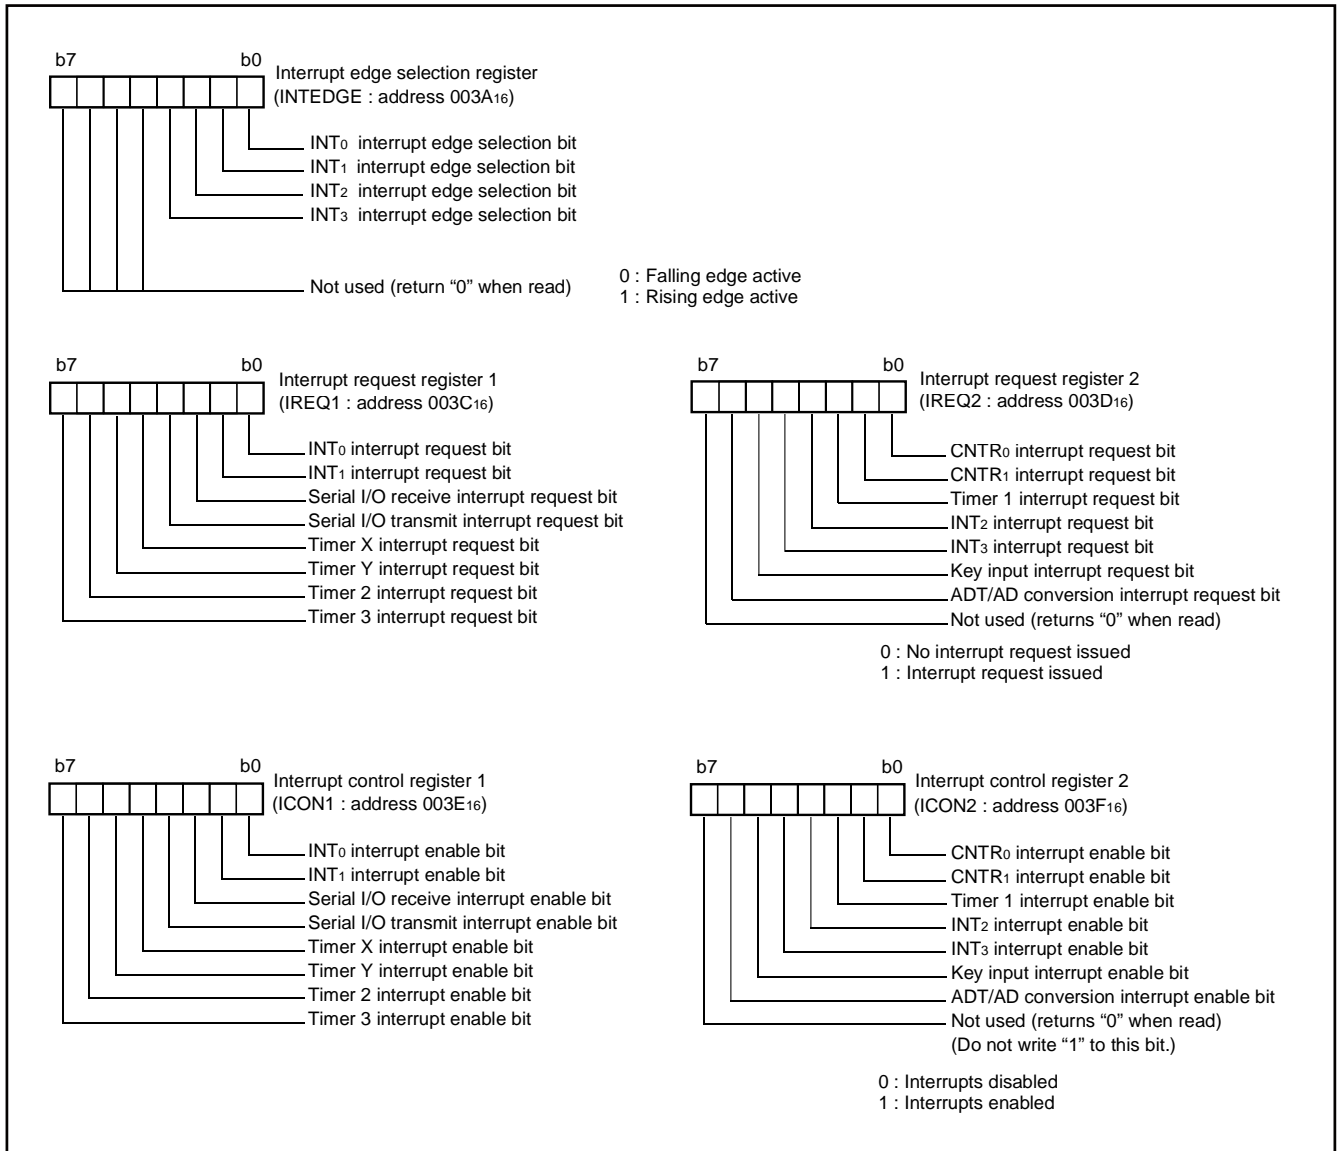 b7 b0
Interrupt edge selection register
(INTEDGE : address 003A16)
INT0 interrupt edge selection bit
INT1 interrupt edge selection bit
INT2 interrupt edge selection bit
INT3 interrupt edge selection bit
Not used (return “0” when read)
0 : Falling edge active
1 : Rising edge active
b7 b0
Interrupt request register 1
(IREQ1 : address 003C16)
INT0 interrupt request bit
INT1 interrupt request bit
Serial I/O receive interrupt request bit
Serial I/O transmit interrupt request bit
Timer X interrupt request bit
Timer Y interrupt request bit
Timer 2 interrupt request bit
Timer 3 interrupt request bit
b7 b0
Interrupt request register 2
(IREQ2 : address 003D16)
CNTR0 interrupt request bit
CNTR1 interrupt request bit
Timer 1 interrupt request bit
INT2 interrupt request bit
INT3 interrupt request bit
Key input interrupt request bit
ADT/AD conversion interrupt request bit
Not used (returns “0” when read)
0 : No interrupt request issued
1 : Interrupt request issued
b7 b0
Interrupt control register 1
(ICON1 : address 003E16)
INT0 interrupt enable bit
INT1 interrupt enable bit
Serial I/O receive interrupt enable bit
Serial I/O transmit interrupt enable bit
Timer X interrupt enable bit
Timer Y interrupt enable bit
Timer 2 interrupt enable bit
Timer 3 interrupt enable bit
b7 b0
Interrupt control register 2
(ICON2 : address 003F16)
CNTR0 interrupt enable bit
CNTR1 interrupt enable bit
Timer 1 interrupt enable bit
INT2 interrupt enable bit
INT3 interrupt enable bit
Key input interrupt enable bit
ADT/AD conversion interrupt enable bit
Not used (returns “0” when read)
(Do not write “1” to this bit.)
0 : Interrupts disabled
1 : Interrupts enabled